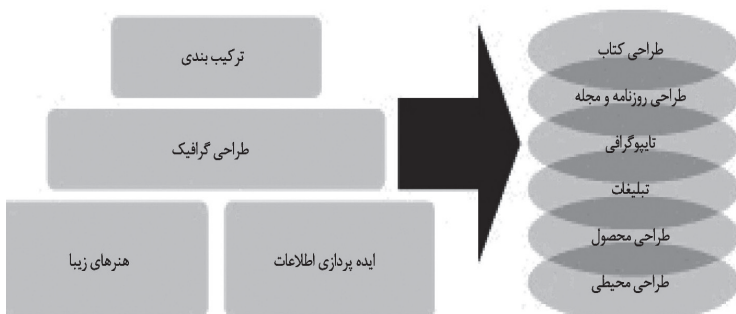 ترکیب بندی
طراحی گرافیک
ایده پردازی اطلاعات
هنرهای زیبا
طراحی کتاب
طراحی روزنامه و مجله
تایپوگرافی
تبلیغات
طراحی محصول
طراحی محیطی